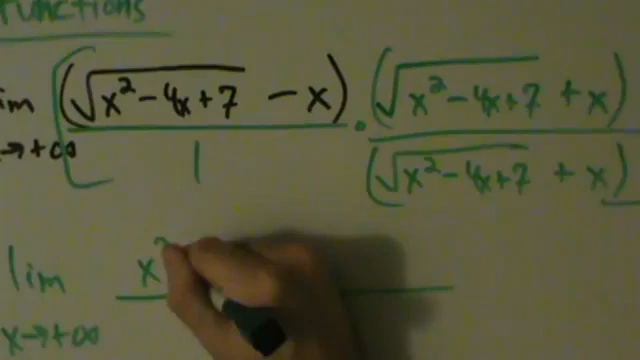 functions
lim (√x²-4x+7 - x) · (√x²-4x+7 + x)
x→+∞ 1 (√x²-4x+7 + x)
lim x²
x→+∞